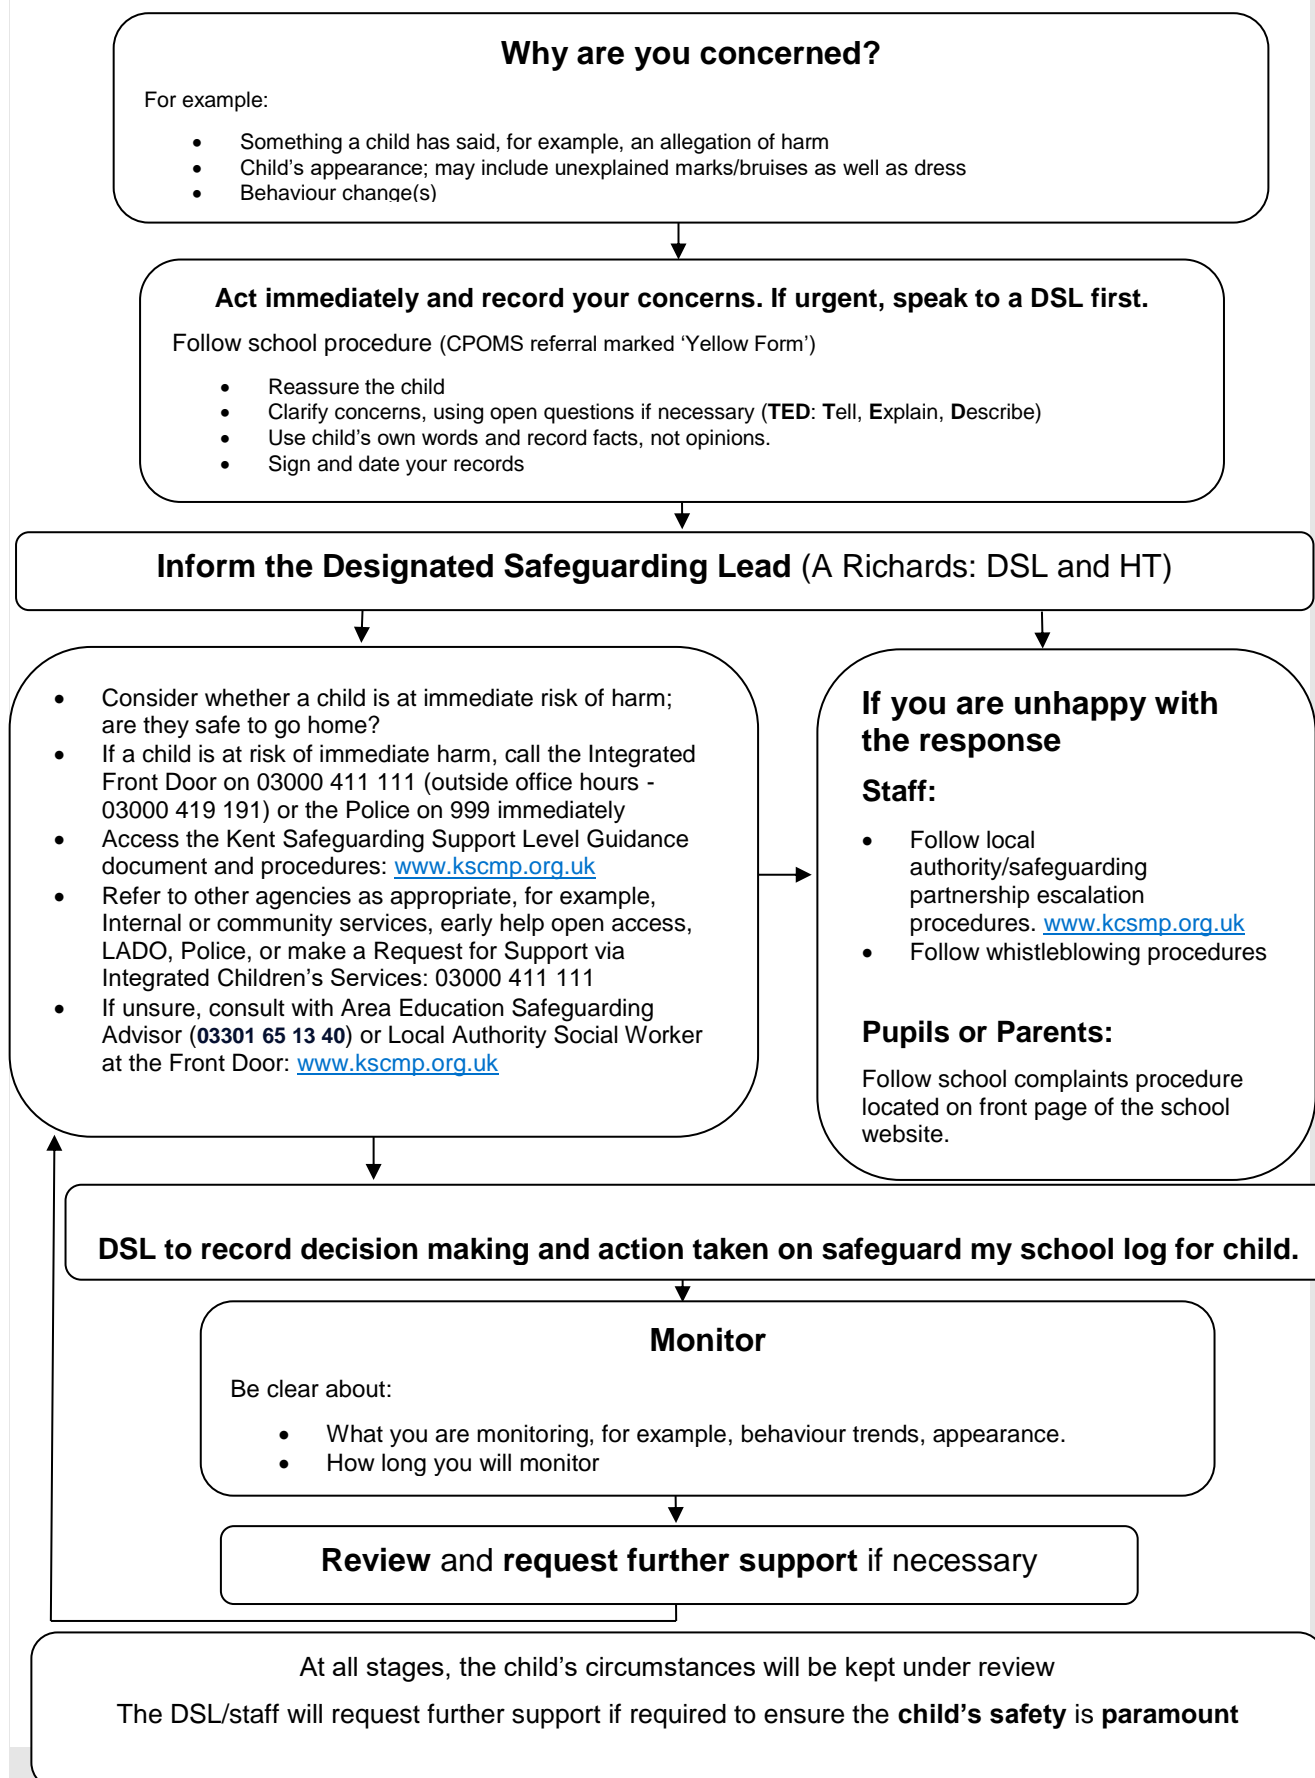 Why are you concerned?
For example:
• Something a child has said, for example, an allegation of harm
• Child’s appearance; may include unexplained marks/bruises as well as dress
• Behaviour change(s)
Act immediately and record your concerns. If urgent, speak to a DSL first.
Follow school procedure (CPOMS referral marked ‘Yellow Form’)
• Reassure the child
• Clarify concerns, using open questions if necessary (TED: Tell, Explain, Describe)
• Use child’s own words and record facts, not opinions.
• Sign and date your records
Inform the Designated Safeguarding Lead (A Richards: DSL and HT)
• Consider whether a child is at immediate risk of harm;
are they safe to go home?
• If a child is at risk of immediate harm, call the Integrated
Front Door on 03000 411 111 (outside office hours -
03000 419 191) or the Police on 999 immediately
• Access the Kent Safeguarding Support Level Guidance
document and procedures: www.kscmp.org.uk
• Refer to other agencies as appropriate, for example,
Internal or community services, early help open access,
LADO, Police, or make a Request for Support via
Integrated Children’s Services: 03000 411 111
• If unsure, consult with Area Education Safeguarding
Advisor (03301 65 13 40) or Local Authority Social Worker
at the Front Door: www.kscmp.org.uk
If you are unhappy with
the response
Staff:
• Follow local
authority/safeguarding
partnership escalation
procedures. www.kcsmp.org.uk
• Follow whistleblowing procedures
Pupils or Parents:
Follow school complaints procedure
located on front page of the school
website.
DSL to record decision making and action taken on safeguard my school log for child.
Monitor
Be clear about:
• What you are monitoring, for example, behaviour trends, appearance.
• How long you will monitor
Review and request further support if necessary
At all stages, the child’s circumstances will be kept under review
The DSL/staff will request further support if required to ensure the child’s safety is paramount